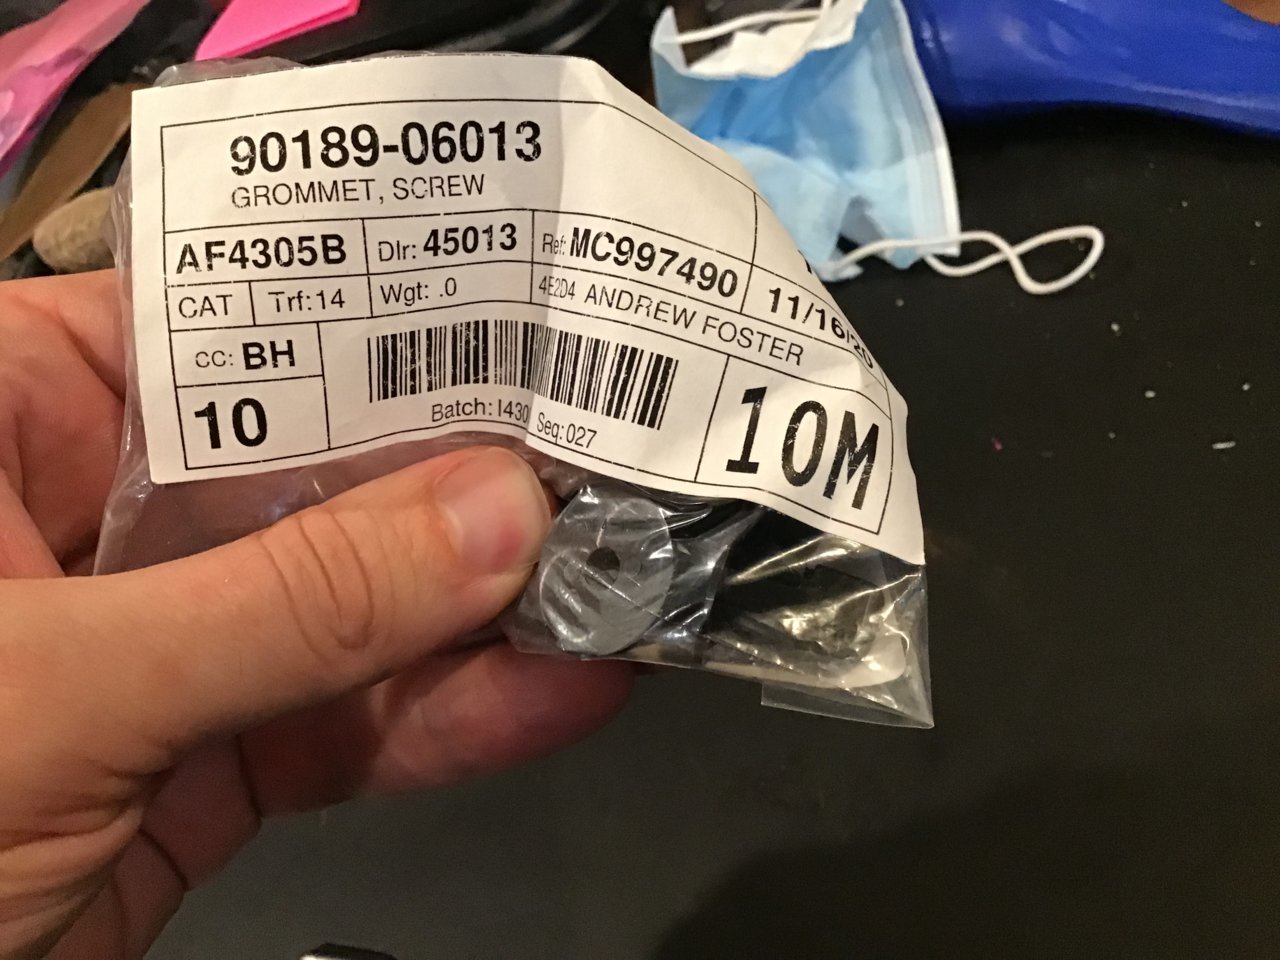 90189-06013
GROMMET, SCREW
AF4305B
Dlr: 45013
Ref: MC997490
11/16/20
CAT
Trf: 14
Wgt: .0
4E2D4 ANDREW FOSTER
CC: BH
10
Batch: I430
Seq: 027
10M